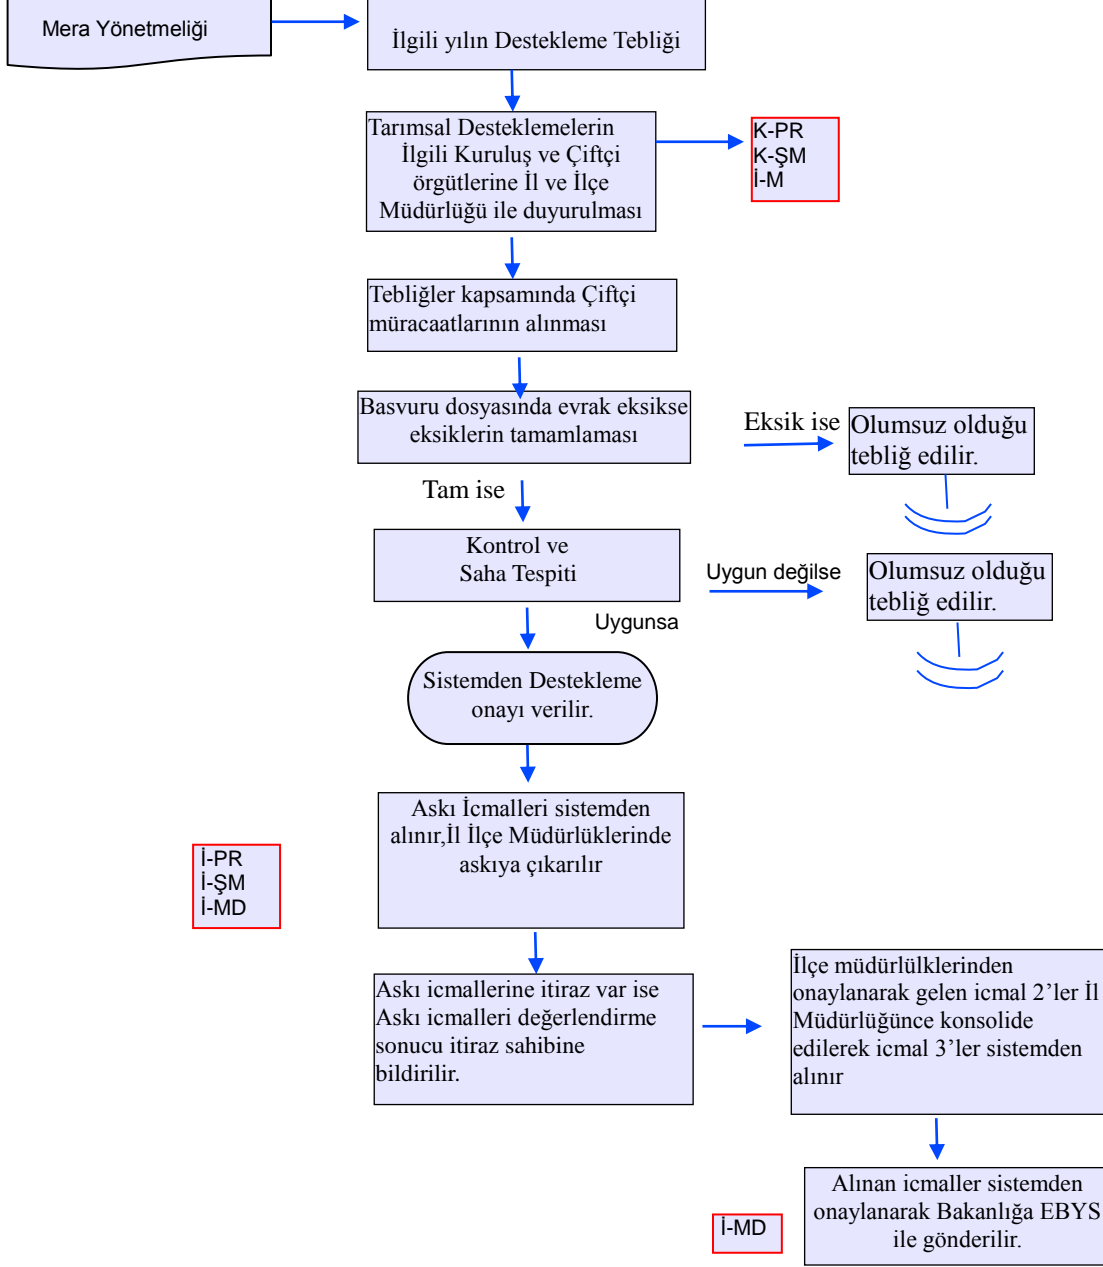 Mera Yönetmeliği
İlgili yılın Destekleme Tebliği
Tarımsal Desteklemelerin
İlgili Kuruluş ve Çiftçi
örgütlerine İl ve İlçe
Müdürlüğü ile duyurulması
K-PR
K-ŞM
İ-M
Tebliğler kapsamında Çiftçi
müracaatlarının alınması
Basvuru dosyasında evrak eksikse
eksiklerin tamamlaması
Eksik ise
Olumsuz olduğu
tebliğ edilir.
Tam ise
Kontrol ve
Saha Tespiti
Uygun değilse
Olumsuz olduğu
tebliğ edilir.
Uygunsa
Sistemden Destekleme
onayı verilir.
Askı İcmalleri sistemden
alınır,İl İlçe Müdürlüklerinde
askıya çıkarılır
İ-PR
İ-ŞM
İ-MD
Askı icmallerine itiraz var ise
Askı icmalleri değerlendirme
sonucu itiraz sahibine
bildirilir.
İlçe müdürlülklerinden
onaylanarak gelen icmal 2’ler İl
Müdürlüğünce konsolide
edilerek icmal 3’ler sistemden
alınır
Alınan icmaller sistemden
onaylanarak Bakanlığa EBYS
ile gönderilir.
İ-MD